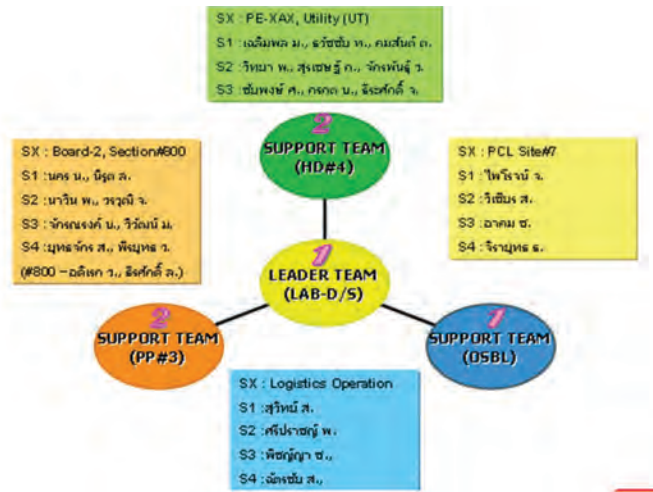 SX : PE-XAX, Utility (UT)
S1 : เฉลิมพล ม., ธวัชชัย ท., คมสันต์ ถ.
S2 : วิทยา พ., สุรเชษฐ์ ก., จักรพันธุ์ ว.
S3 : ชัยพงษ์ ศ., กรกต น., ธีระศักดิ์ จ.
2
SUPPORT TEAM
(HD#4)
SX : Board-2, Section#800
S1 : นคร น., นิรุต ล.
S2 : นาวิน พ., วรวุฒิ จ.
S3 : จักรณรงค์ น., วิวัฒน์ ม.
S4 : ยุทธจักร ส., พิรยุทธ ว.
(#800 – อดิเรก ว., ธีรศักดิ์ ล.)
SX : PCL Site#7
S1 : ไพโรจน์ จ.
S2 : วิเชียร ส.
S3 : อาคม ช.
S4 : จิรายุทธ ธ.
1
LEADER TEAM
(LAB-D/S)
2
SUPPORT TEAM
(PP#3)
1
SUPPORT TEAM
(OSBL)
SX : Logistics Operation
S1 :สุวิทย์ ส.
S2 :ศรีปราชญ์ พ.
S3 :พิชญ์ญา ช.,
S4 :ฉัตรชัย ส.,